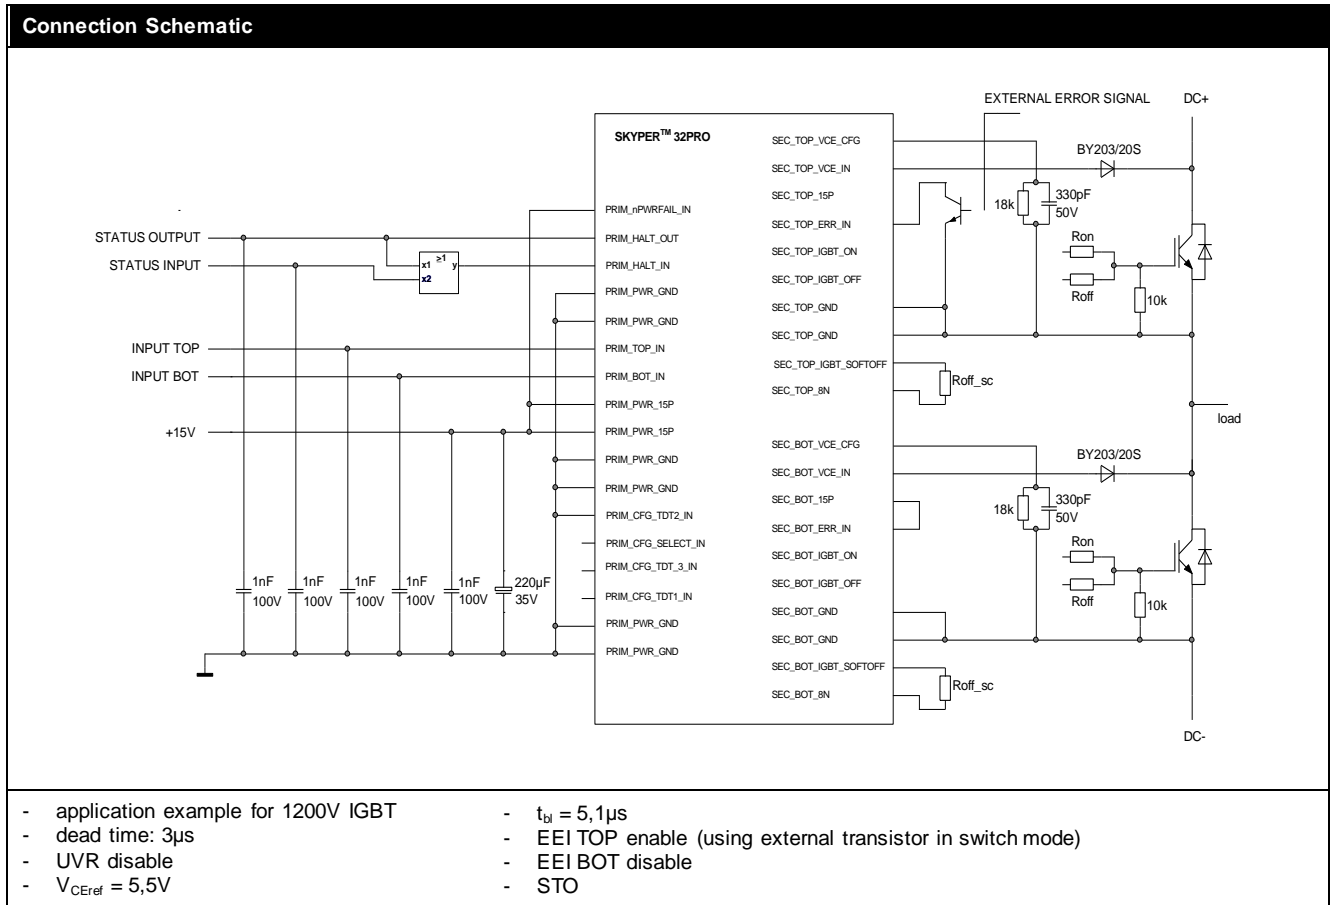 Connection Schematic
EXTERNAL ERROR SIGNAL
DC+
SKYPER™ 32PRO
SEC_TOP_VCE_CFG
BY203/20S
SEC_TOP_VCE_IN
SEC_TOP_15P
330pF
18k
50V
PRIM_nPWRFAIL_IN
SEC_TOP_ERR_IN
STATUS OUTPUT
PRIM_HALT_OUT
Ron
SEC_TOP_IGBT_ON
STATUS INPUT
x1 ≥1 y
x2
PRIM_HALT_IN
SEC_TOP_IGBT_OFF
PRIM_PWR_GND
Roff
10k
SEC_TOP_GND
PRIM_PWR_GND
SEC_TOP_GND
INPUT TOP
PRIM_TOP_IN
SEC_TOP_IGBT_SOFTOFF
INPUT BOT
PRIM_BOT_IN
Roff_sc
SEC_TOP_8N
PRIM_PWR_15P
load
+15V
PRIM_PWR_15P
SEC_BOT_VCE_CFG
BY203/20S
PRIM_PWR_GND
SEC_BOT_VCE_IN
PRIM_PWR_GND
SEC_BOT_15P
330pF
18k
50V
PRIM_CFG_TDT2_IN
SEC_BOT_ERR_IN
PRIM_CFG_SELECT_IN
Ron
SEC_BOT_IGBT_ON
PRIM_CFG_TDT_3_IN
SEC_BOT_IGBT_OFF
1nF 1nF 1nF 1nF 1nF 220µF
100V 100V 100V 100V 100V 35V
PRIM_CFG_TDT1_IN
Roff
10k
SEC_BOT_GND
PRIM_PWR_GND
SEC_BOT_GND
PRIM_PWR_GND
SEC_BOT_IGBT_SOFTOFF
Roff_sc
SEC_BOT_8N
DC-
- application example for 1200V IGBT
- dead time: 3µs
- UVR disable
- VCEref = 5,5V
- tbl = 5,1µs
- EEI TOP enable (using external transistor in switch mode)
- EEI BOT disable
- STO